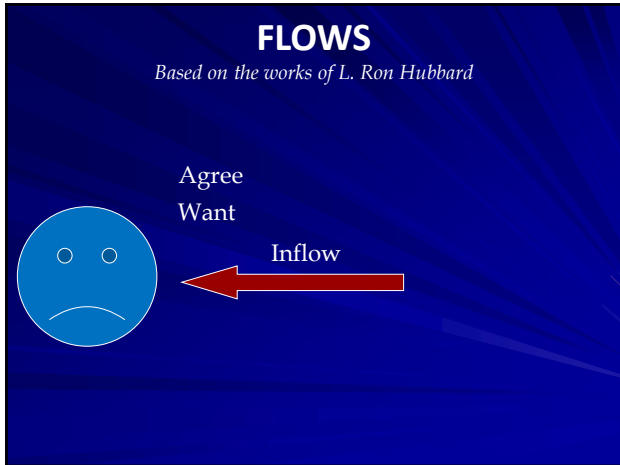 FLOWS
Based on the works of L. Ron Hubbard
Agree
Want
Inflow